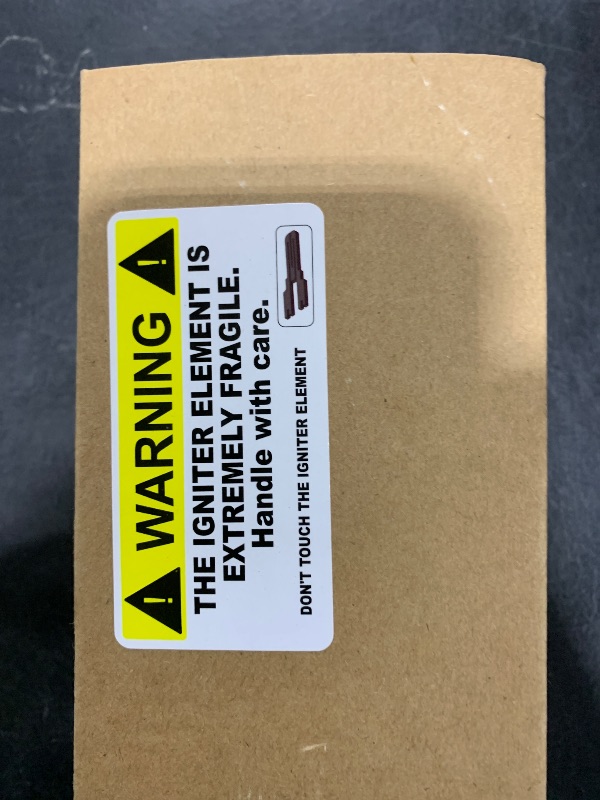 WARNING
THE IGNITER ELEMENT IS
EXTREMELY FRAGILE.
Handle with care.
DON'T TOUCH THE IGNITER ELEMENT